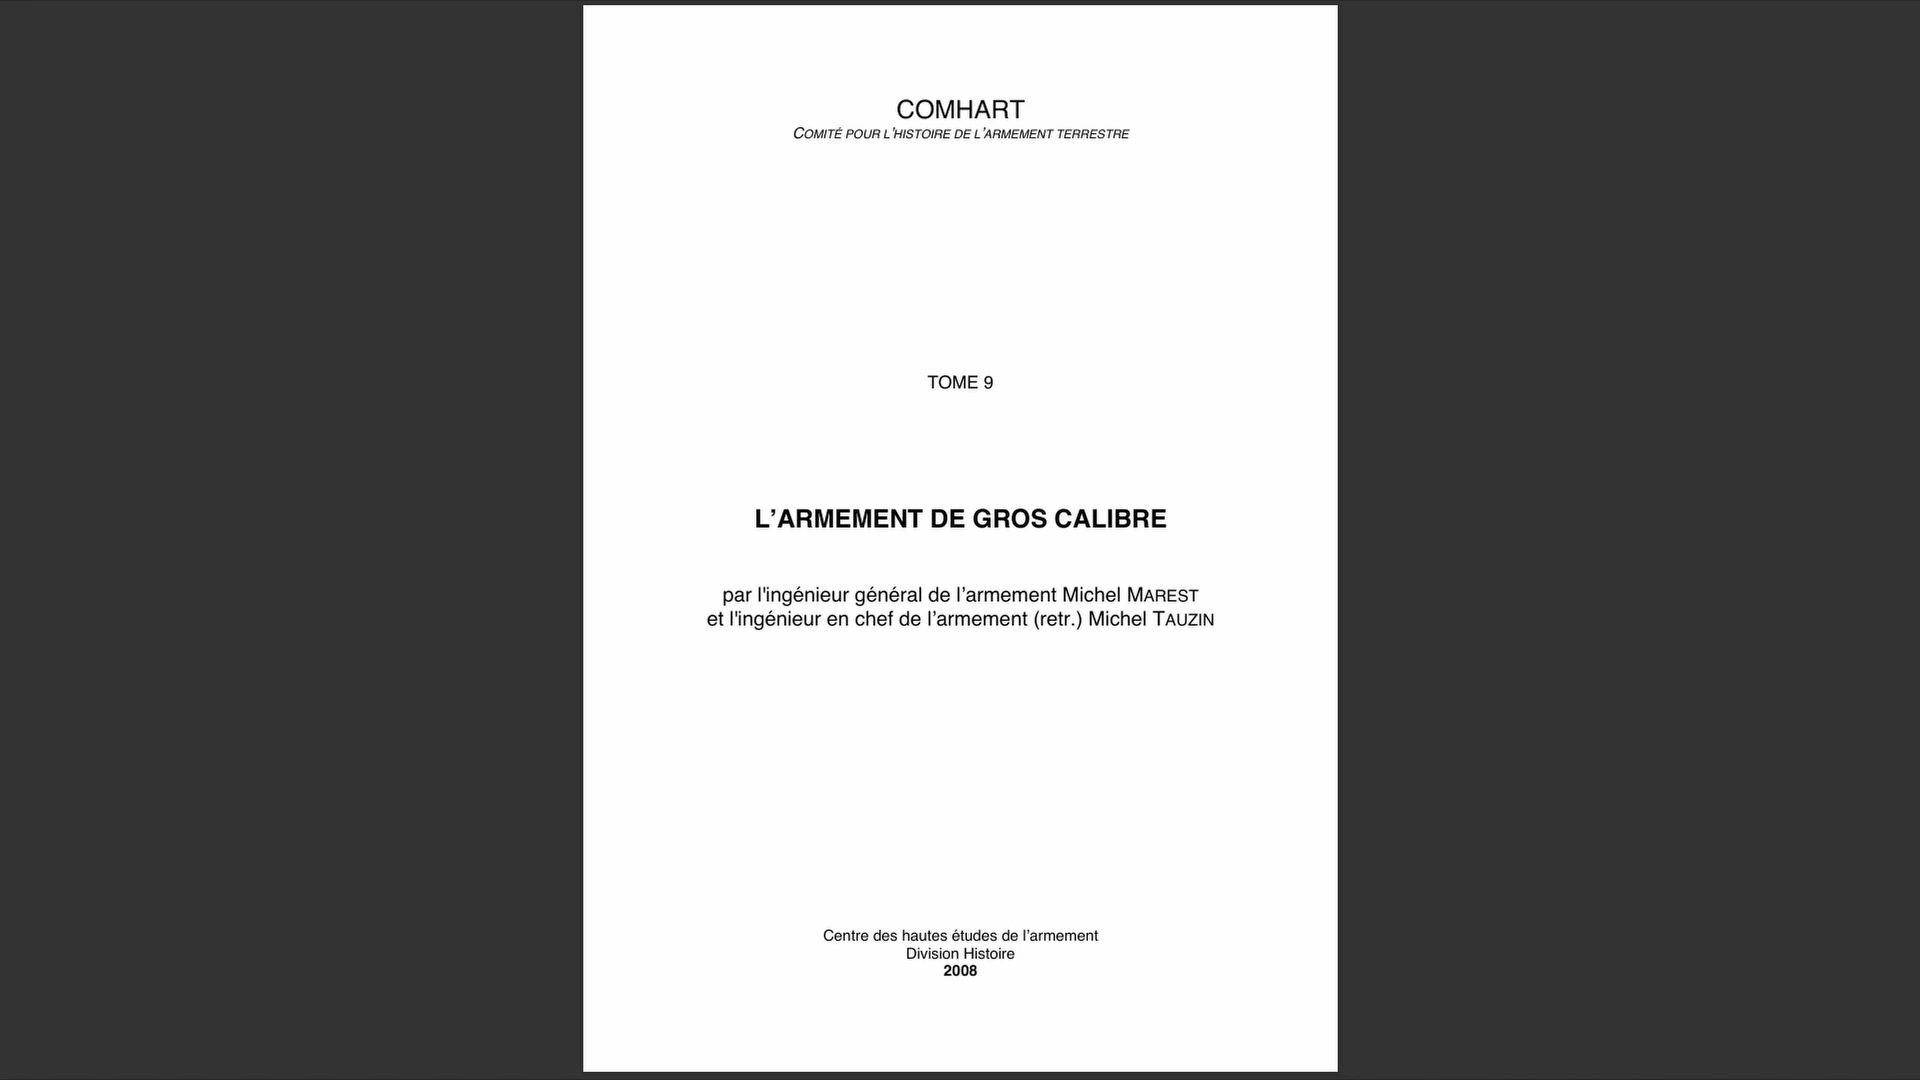 COMHART
COMITÉ POUR L’HISTOIRE DE L’ARMEMENT TERRESTRE
TOME 9
L’ARMEMENT DE GROS CALIBRE
par l'ingénieur général de l’armement Michel MAREST
et l'ingénieur en chef de l’armement (retr.) Michel TAUZIN
Centre des hautes études de l’armement
Division Histoire
2008